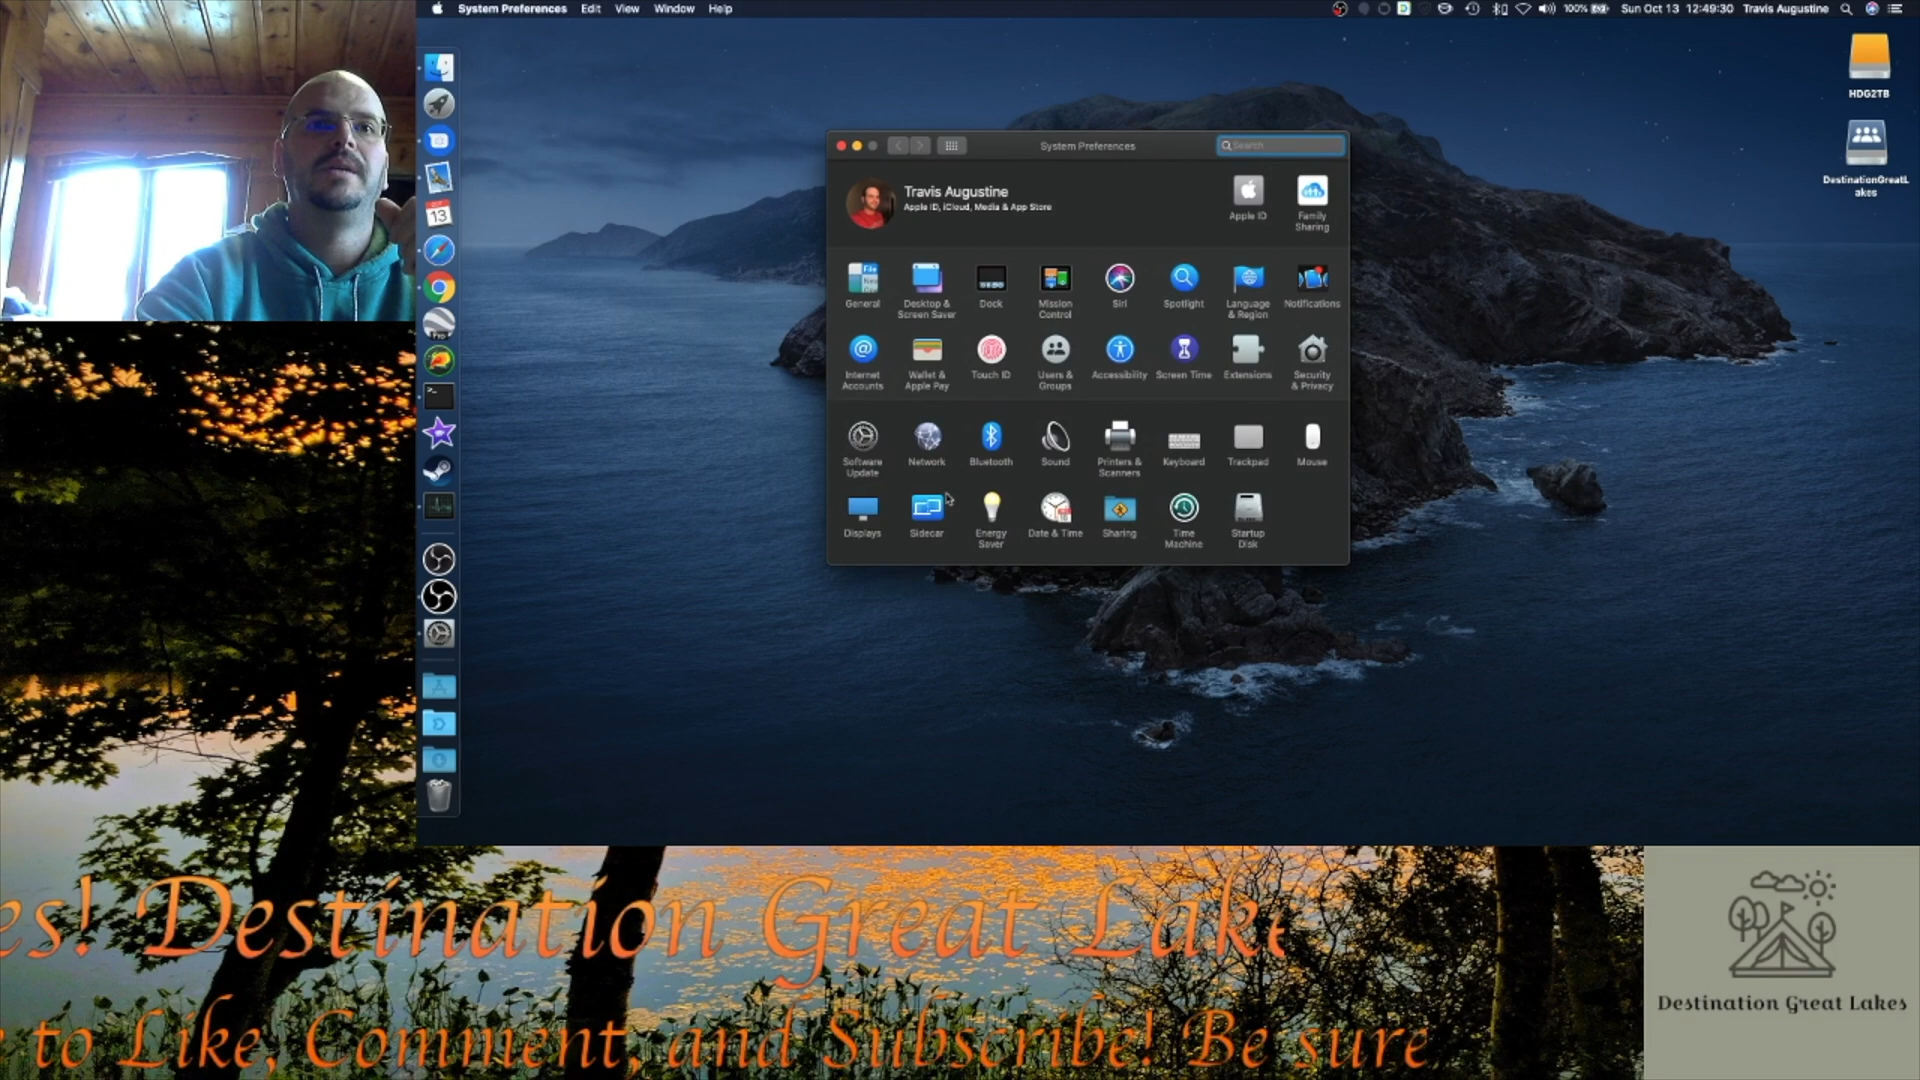 System Preferences Edit View Window Help
100% Sun Oct 13 12:49:30 Travis Augustine
HDG2TB
DestinationGreatL
akes
13
System Preferences
Search
Travis Augustine
Apple ID, iCloud, Media & App Store
Apple ID
Family
Sharing
General
Desktop &
Screen Saver
Dock
Mission
Control
Siri
Spotlight
Language
& Region
Notifications
Internet
Accounts
Wallet &
Apple Pay
Touch ID
Users &
Groups
Accessibility
Screen Time
Extensions
Security
& Privacy
Software
Update
Network
Bluetooth
Sound
Printers &
Scanners
Keyboard
Trackpad
Mouse
Displays
Sidecar
Energy
Saver
Date & Time
Sharing
Time
Machine
Startup
Disk
es! Destination Great Lake
e to Like, Comment, and Subscribe! Be sure
Destination Great Lakes